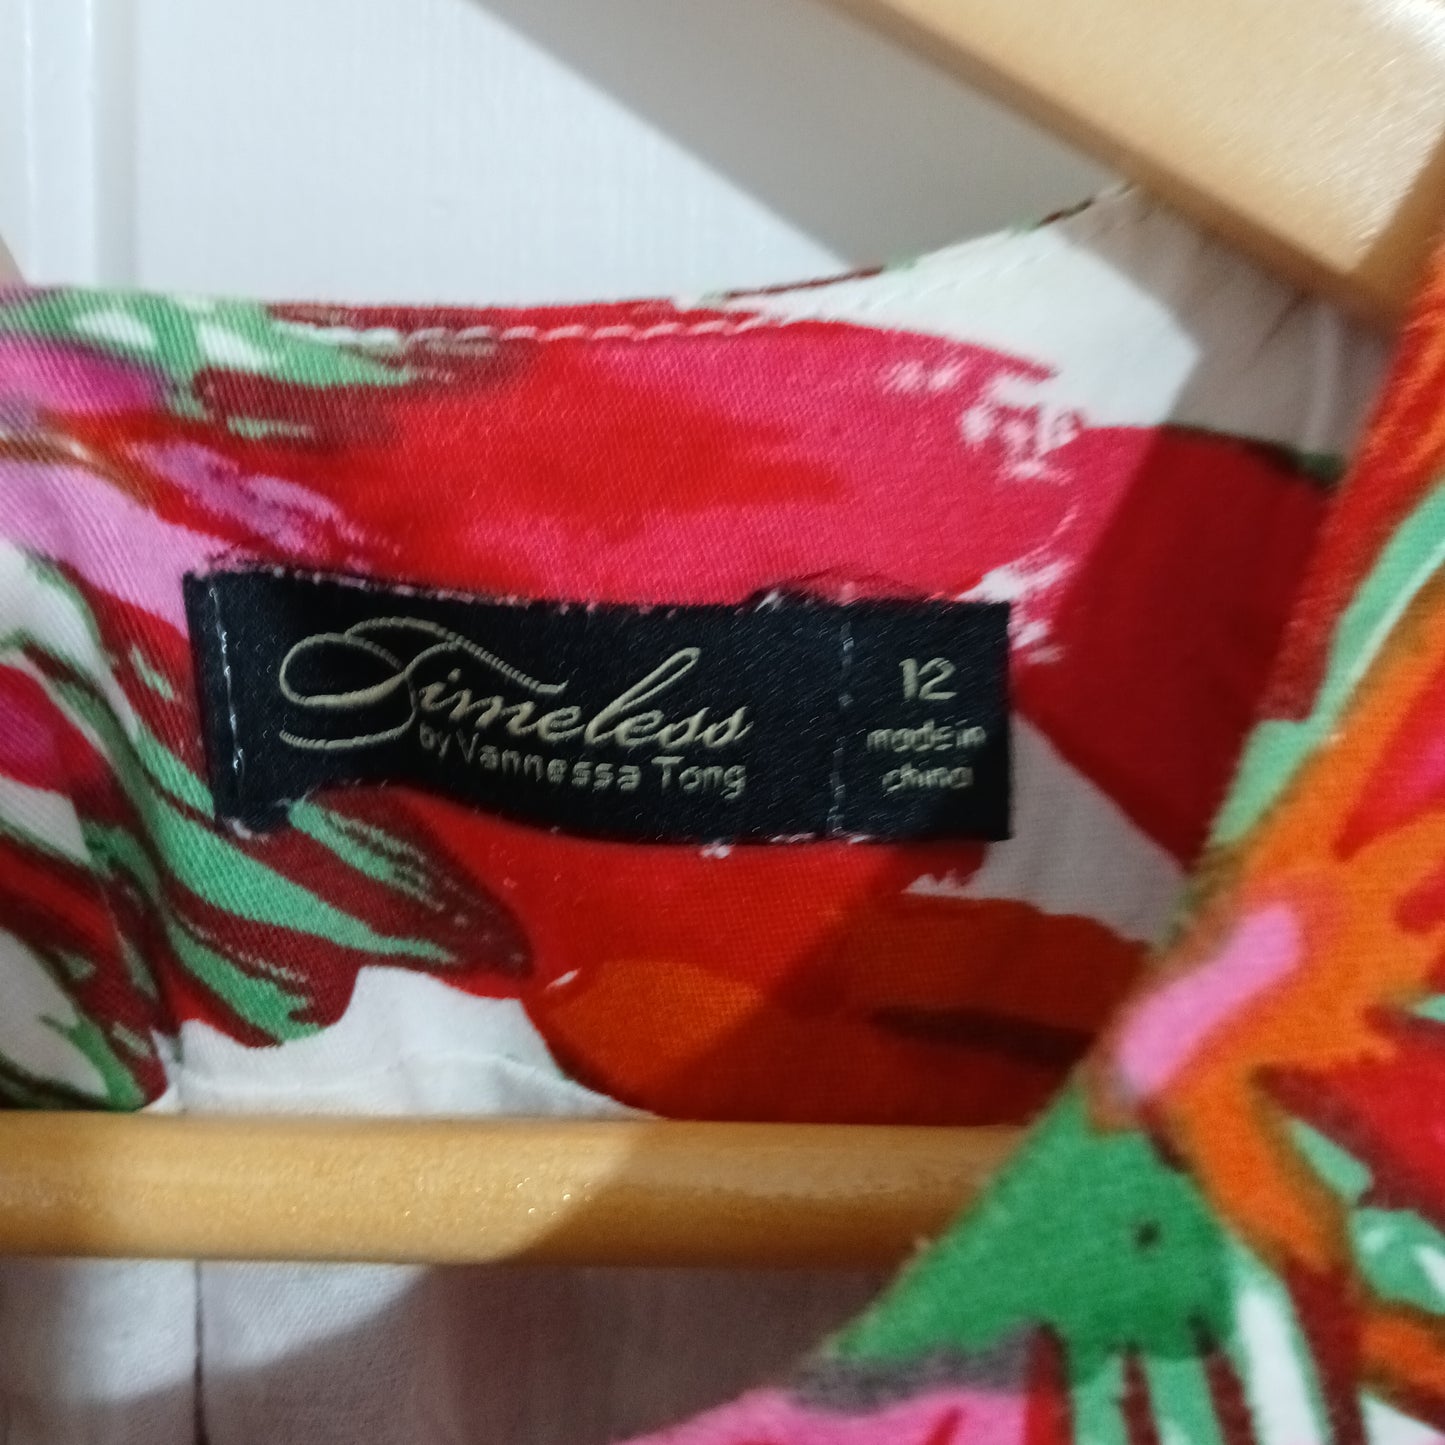 Timeless
by Vannessa Tong
12
made in
china